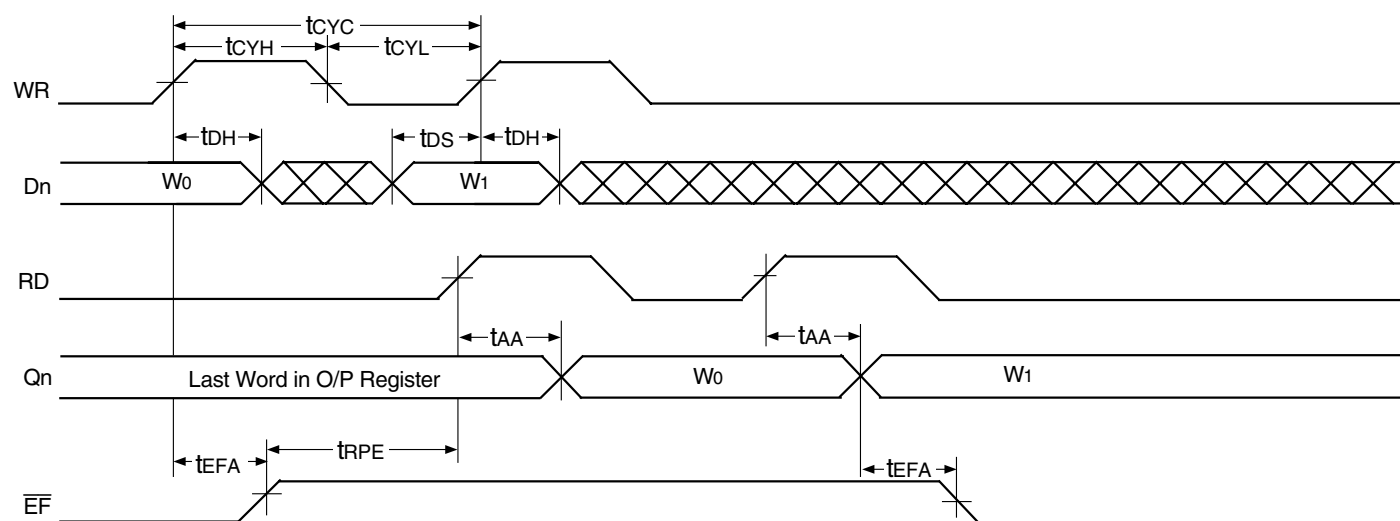 tCYC
tCYH tCYL
WR
tDH tDS tDH
Dn W0 W1
RD
tAA tAA
Qn Last Word in O/P Register W0 W1
tEFA tRPE tEFA
E̅F̅